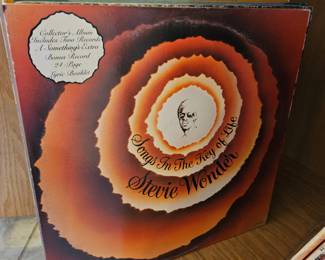 Collector's Album
Includes Two Records
A Something's Extra
Bonus Record
24-Page
Lyric Booklet
Songs In The Key of Life
Stevie Wonder